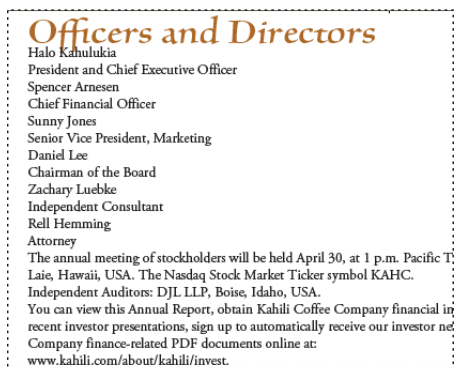 Officers and Directors
Halo Kahulukia
President and Chief Executive Officer
Spencer Arnesen
Chief Financial Officer
Sunny Jones
Senior Vice President, Marketing
Daniel Lee
Chairman of the Board
Zachary Luebke
Independent Consultant
Rell Hemming
Attorney
The annual meeting of stockholders will be held April 30, at 1 p.m. Pacific
Laie, Hawaii, USA. The Nasdaq Stock Market Ticker symbol KAHC.
Independent Auditors: DJL LLP, Boise, Idaho, USA.
You can view this Annual Report, obtain Kahili Coffee Company financial
recent investor presentations, sign up to automatically receive our investor
Company finance-related PDF documents online at:
www.kahili.com/about/kahili/invest.